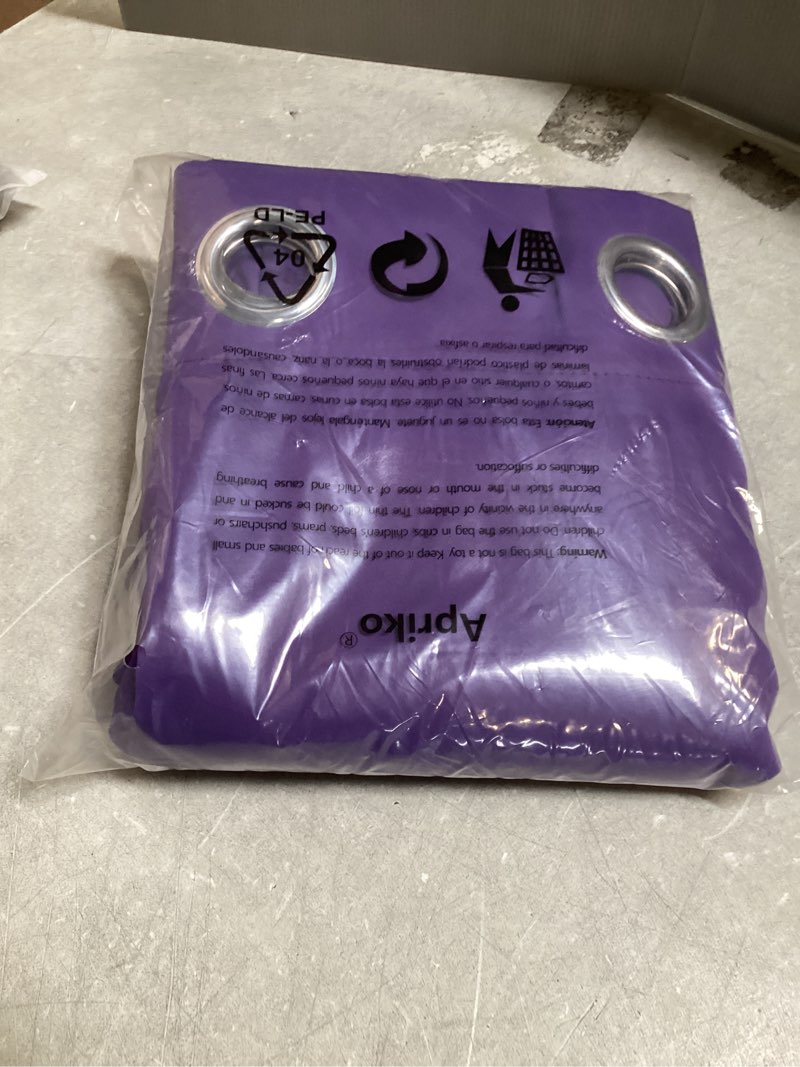 Apriko®
Warning: This bag is not a toy. Keep it out of the reach of babies and small
children. Do not use the bag in cribs, children's beds, prams, pushchairs or
anywhere in the vicinity of children. The thin foil could be sucked in and
become stuck in the mouth or nose of a child and cause breathing
difficulties or suffocation.
Atención: Esta bolsa no es un juguete. Manténgala lejos del alcance de
bebés y niños pequeños. No utilice esta bolsa en cunas, camas de niños,
carritos, o cualquier sitio en el que haya niños pequeños cerca. Las finas
láminas de plástico podrían obstruirles la boca o la nariz, causándoles
dificultad para respirar o asfixia.
04
PE-LD